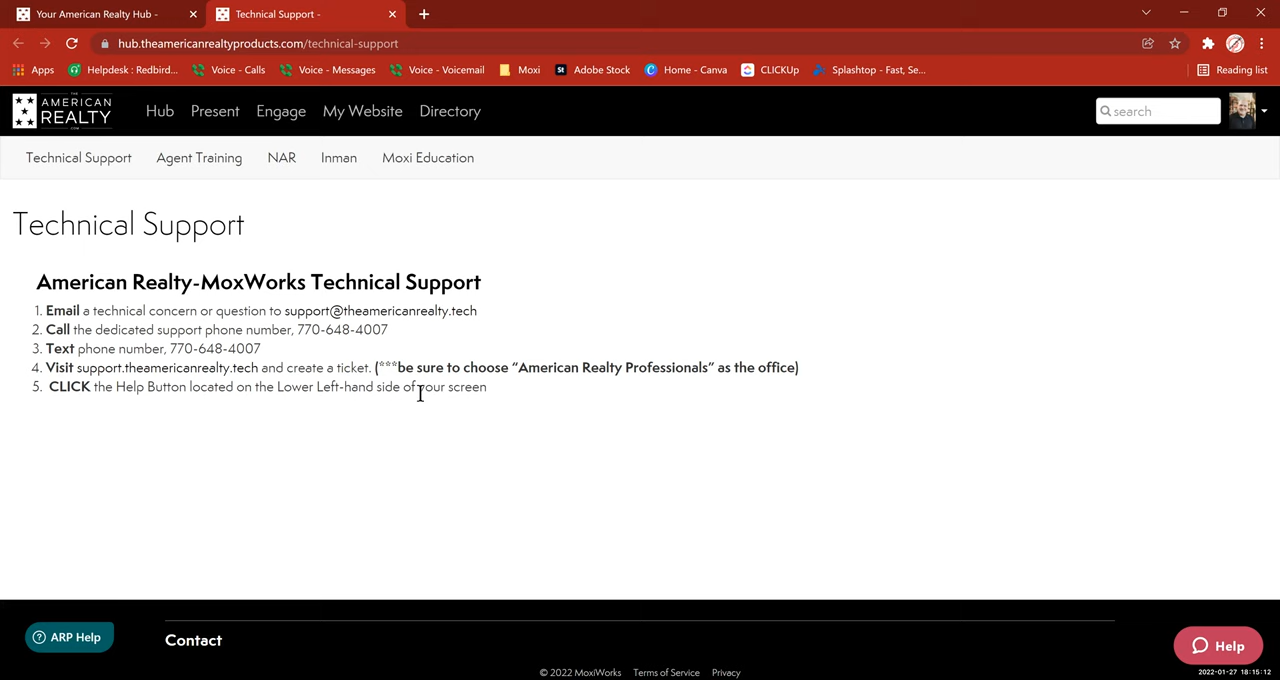 Your American Realty Hub -
Technical Support -
hub.theamericanrealtyproducts.com/technical-support
Apps
Helpdesk : Redbird...
Voice - Calls
Voice - Messages
Voice - Voicemail
Moxi
St
Adobe Stock
Home - Canva
CLICKUp
Splashtop - Fast, Se...
Reading list
THE
AMERICAN
REALTY
.COM
Hub
Present
Engage
My Website
Directory
search
Technical Support
Agent Training
NAR
Inman
Moxi Education
Technical Support
American Realty-MoxWorks Technical Support
1. Email a technical concern or question to support@theamericanrealty.tech
2. Call the dedicated support phone number, 770-648-4007
3. Text phone number, 770-648-4007
4. Visit support.theamericanrealty.tech and create a ticket. (***be sure to choose “American Realty Professionals” as the office)
5. CLICK the Help Button located on the Lower Left-hand side of your screen
ARP Help
Contact
Help
© 2022 MoxiWorks
Terms of Service
Privacy
2022-01-27 18:15:12